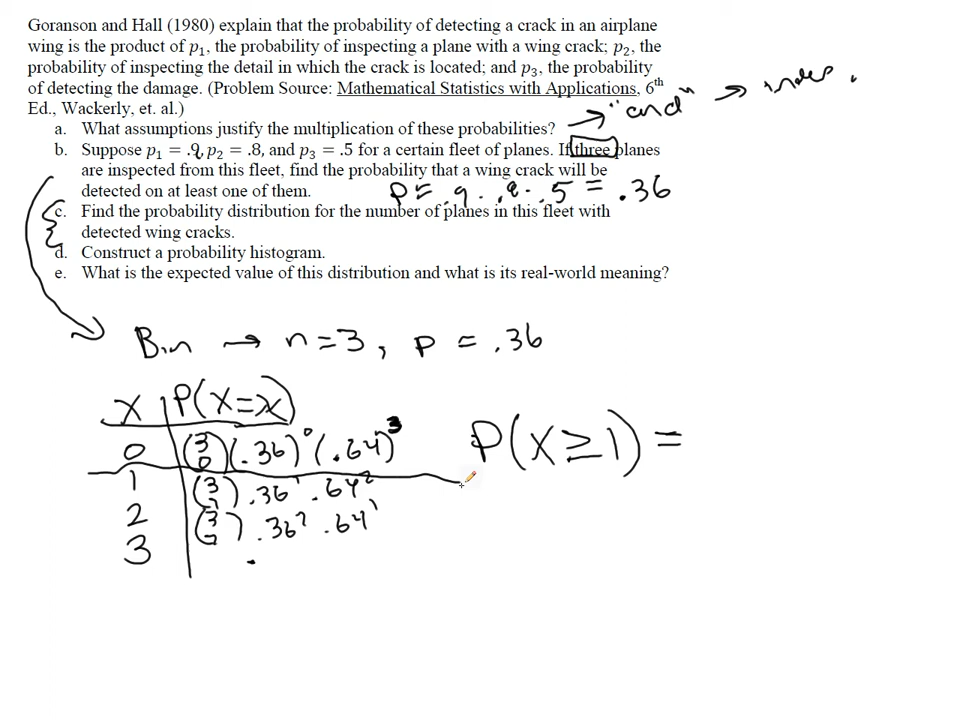 Goranson and Hall (1980) explain that the probability of detecting a crack in an airplane
wing is the product of p₁, the probability of inspecting a plane with a wing crack; p₂, the
probability of inspecting the detail in which the crack is located; and p₃, the probability
of detecting the damage. (Problem Source: Mathematical Statistics with Applications, 6th
Ed., Wackerly, et. al.)
→ "and" → indep.
a. What assumptions justify the multiplication of these probabilities?
b. Suppose p₁ = .9, p₂ = .8, and p₃ = .5 for a certain fleet of planes. If three planes
are inspected from this fleet, find the probability that a wing crack will be
detected on at least one of them.
P = .9 · .8 · .5 = .36
c. Find the probability distribution for the number of planes in this fleet with
detected wing cracks.
d. Construct a probability histogram.
e. What is the expected value of this distribution and what is its real-world meaning?
Bin → n = 3, p = .36
X P(X=x)
0 (3 0) (.36)⁰ (.64)³
P(X ≥ 1) =
1 (3 1) .36¹ .64²
2 (3 2) .36² .64¹
3 .